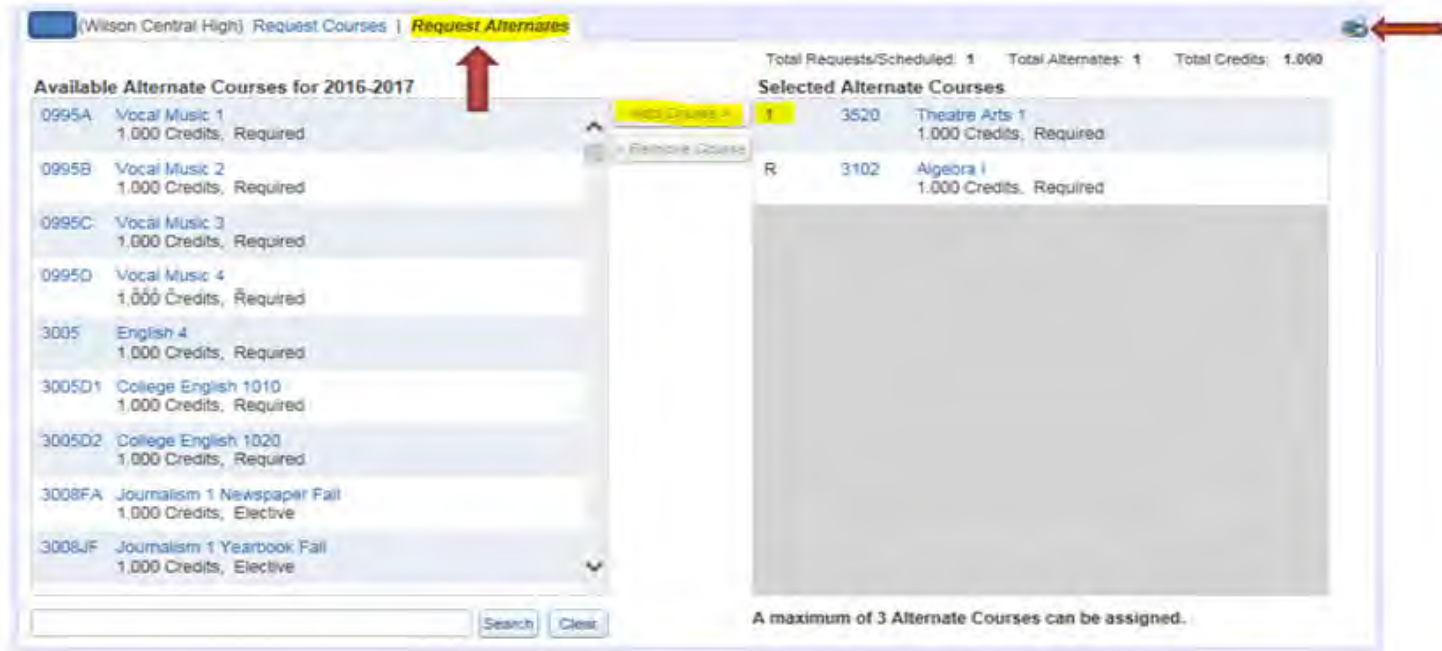 (Wilson Central High) Request Courses | Request Alternates
Total Requests/Scheduled: 1 Total Alternates: 1 Total Credits: 1.000
Available Alternate Courses for 2016-2017
Selected Alternate Courses
0995A Vocal Music 1
1.000 Credits, Required
0995B Vocal Music 2
1.000 Credits, Required
0995C Vocal Music 3
1.000 Credits, Required
0995D Vocal Music 4
1.000 Credits, Required
3005 English 4
1.000 Credits, Required
3005D1 College English 1010
1.000 Credits, Required
3005D2 College English 1020
1.000 Credits, Required
3008FA Journalism 1 Newspaper Fall
1.000 Credits, Elective
3008JF Journalism 1 Yearbook Fall
1.000 Credits, Elective
Add Course >
< Remove Course
1 3520 Theatre Arts 1
1.000 Credits, Required
R 3102 Algebra I
1.000 Credits, Required
Search Clear
A maximum of 3 Alternate Courses can be assigned.